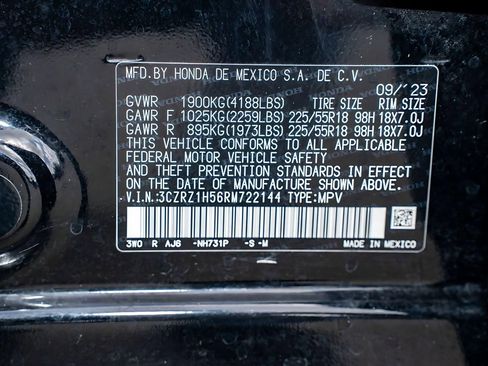 MFD.BY HONDA DE MEXICO S.A. DE C.V.
09/'23
GVWR 1900KG(4188LBS) TIRE SIZE RIM SIZE
GAWR F 1025KG(2259LBS) 225/55R18 98H 18X7.0J
GAWR R 895KG(1973LBS) 225/55R18 98H 18X7.0J
THIS VEHICLE CONFORMS TO ALL APPLICABLE
FEDERAL MOTOR VEHICLE SAFETY
AND THEFT PREVENTION STANDARDS
IN EFFECT ON THE
DATE OF MANUFACTURE SHOWN ABOVE.
V.I.N.:3CZRZ1H56RM722144 TYPE:MPV
3W0 R AJ6 -NH731P -S-M MADE IN MEXICO